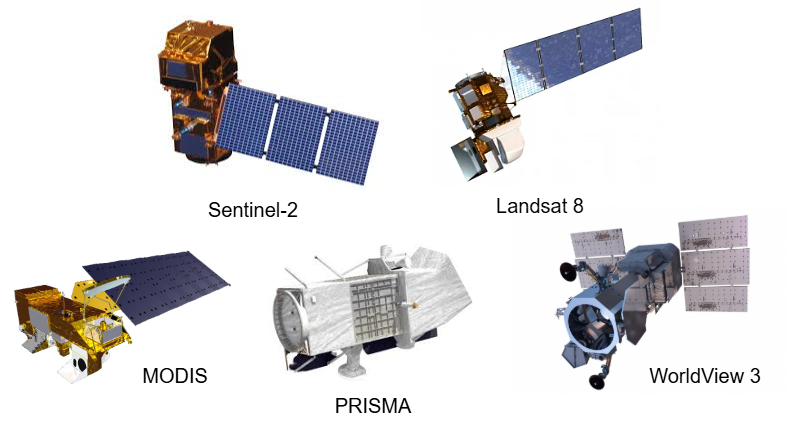 Sentinel-2
Landsat 8
MODIS
PRISMA
WorldView 3